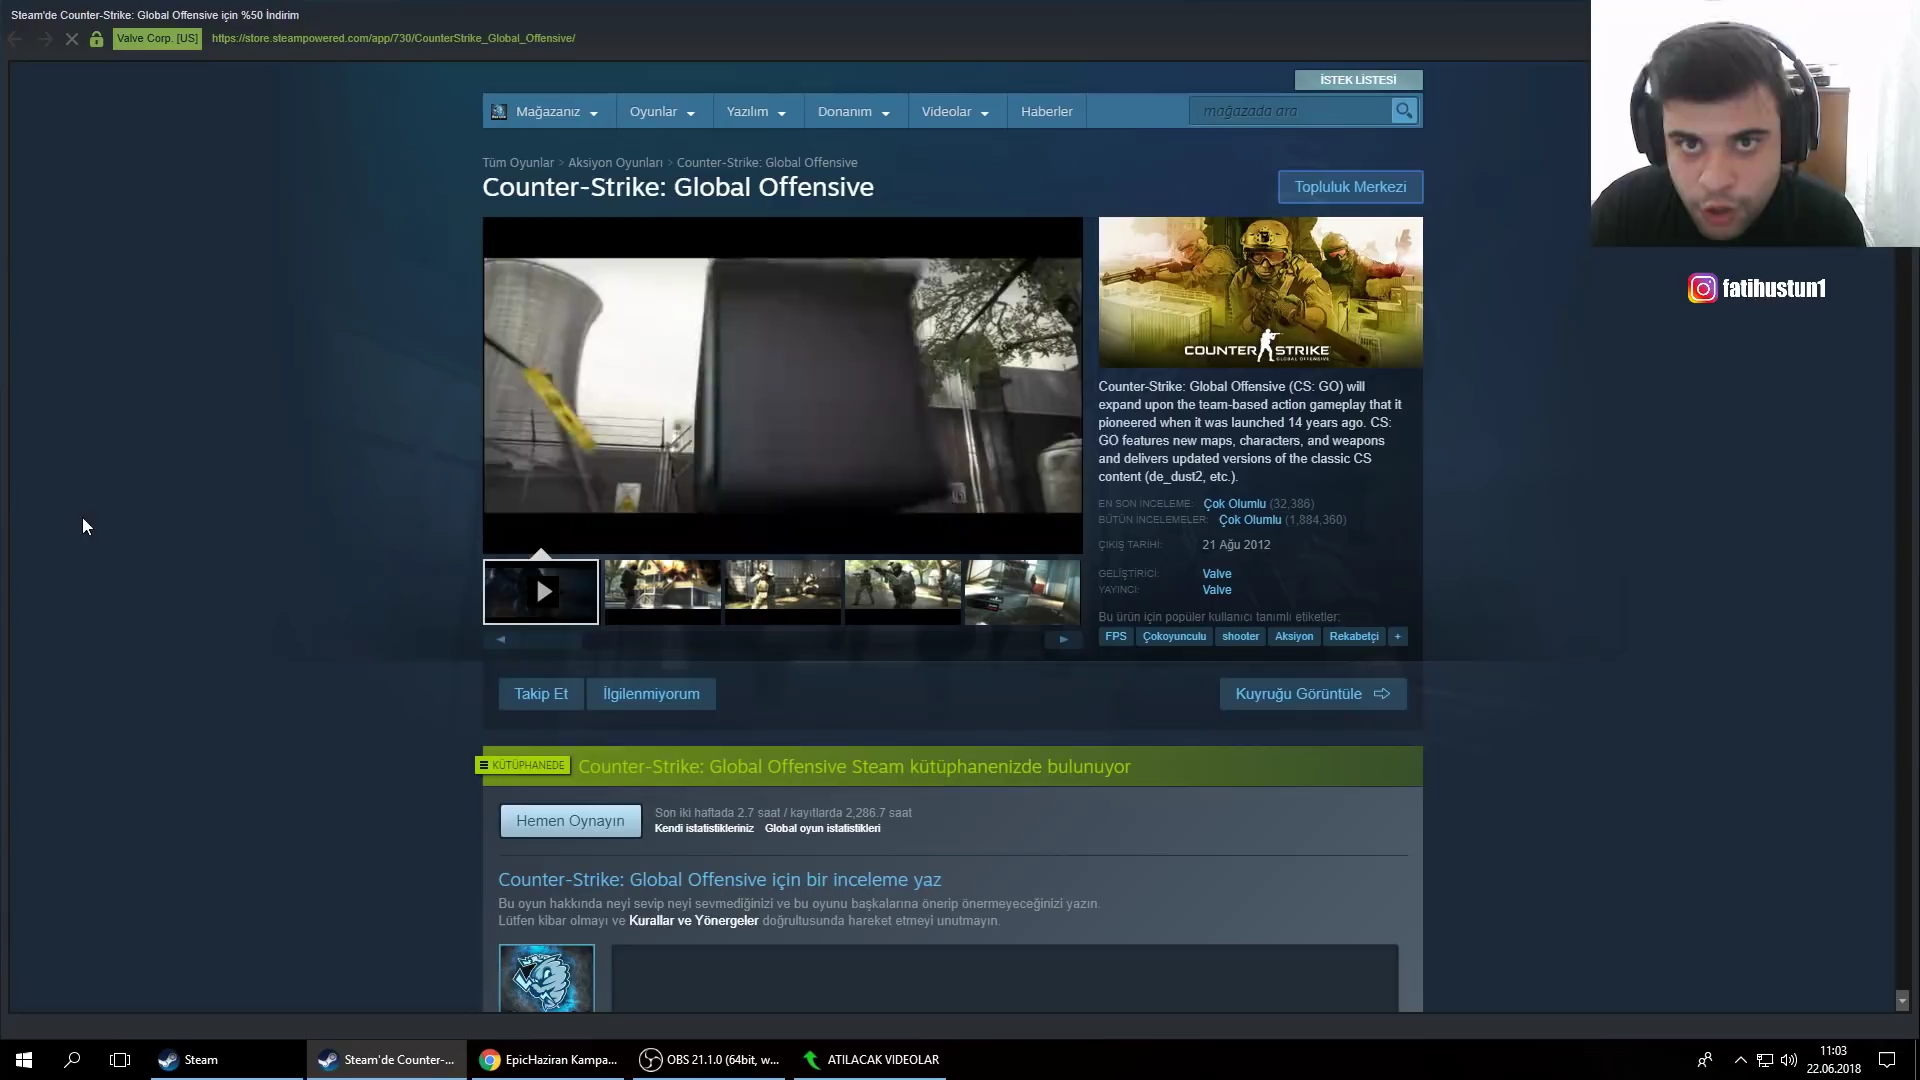 Steam'de Counter-Strike: Global Offensive için %50 İndirim
Valve Corp. [US] https://store.steampowered.com/app/730/CounterStrike_Global_Offensive/
İSTEK LİSTESİ
Mağazanız Oyunlar Yazılım Donanım Videolar Haberler mağazada ara
Tüm Oyunlar > Aksiyon Oyunları > Counter-Strike: Global Offensive
Counter-Strike: Global Offensive
Topluluk Merkezi
fatihustun1
COUNTER STRIKE
GLOBAL OFFENSIVE
Counter-Strike: Global Offensive (CS: GO) will
expand upon the team-based action gameplay that it
pioneered when it was launched 14 years ago. CS:
GO features new maps, characters, and weapons
and delivers updated versions of the classic CS
content (de_dust2, etc.).
EN SON İNCELEME: Çok Olumlu (32,386)
BÜTÜN İNCELEMELER: Çok Olumlu (1,884,360)
ÇIKIŞ TARİHİ: 21 Ağu 2012
GELİŞTİRİCİ: Valve
YAYINCI: Valve
Bu ürün için popüler kullanıcı tanımlı etiketler:
FPS Çokoyunculu shooter Aksiyon Rekabetçi +
Takip Et İlgilenmiyorum Kuyruğu Görüntüle
KÜTÜPHANEDE Counter-Strike: Global Offensive Steam kütüphanenizde bulunuyor
Hemen Oynayın
Son iki haftada 2.7 saat / kayıtlarda 2,286.7 saat
Kendi istatistikleriniz Global oyun istatistikleri
Counter-Strike: Global Offensive için bir inceleme yaz
Bu oyun hakkında neyi sevip neyi sevmediğinizi ve bu oyunu başkalarına önerip önermeyeceğinizi yazın.
Lütfen kibar olmayı ve Kurallar ve Yönergeler doğrultusunda hareket etmeyi unutmayın.
Steam Steam'de Counter-... EpicHaziran Kampa... OBS 21.1.0 (64bit, w... ATILACAK VIDEOLAR
11:03
22.06.2018